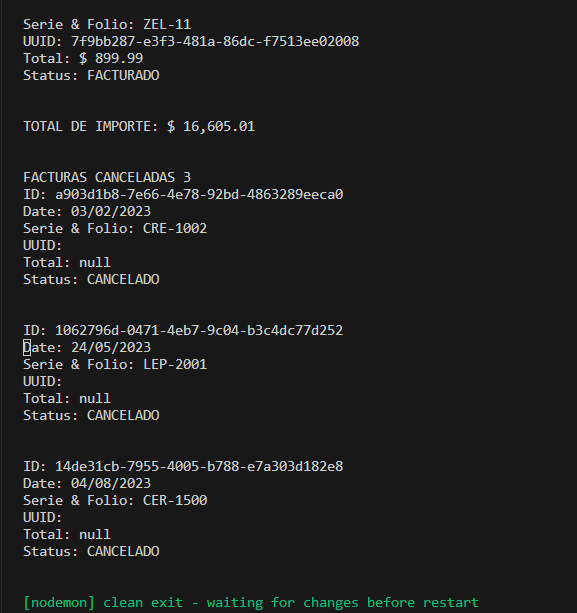 Serie & Folio: ZEL-11
UUID: 7f9bb287-e3f3-481a-86dc-f7513ee02008
Total: $ 899.99
Status: FACTURADO
TOTAL DE IMPORTE: $ 16,605.01
FACTURAS CANCELADAS 3
ID: a903d1b8-7e66-4e78-92bd-4863289eeca0
Date: 03/02/2023
Serie & Folio: CRE-1002
UUID:
Total: null
Status: CANCELADO
ID: 1062796d-0471-4eb7-9c04-b3c4dc77d252
Date: 24/05/2023
Serie & Folio: LEP-2001
UUID:
Total: null
Status: CANCELADO
ID: 14de31cb-7955-4005-b788-e7a303d182e8
Date: 04/08/2023
Serie & Folio: CER-1500
UUID:
Total: null
Status: CANCELADO
[nodemon] clean exit - waiting for changes before restart